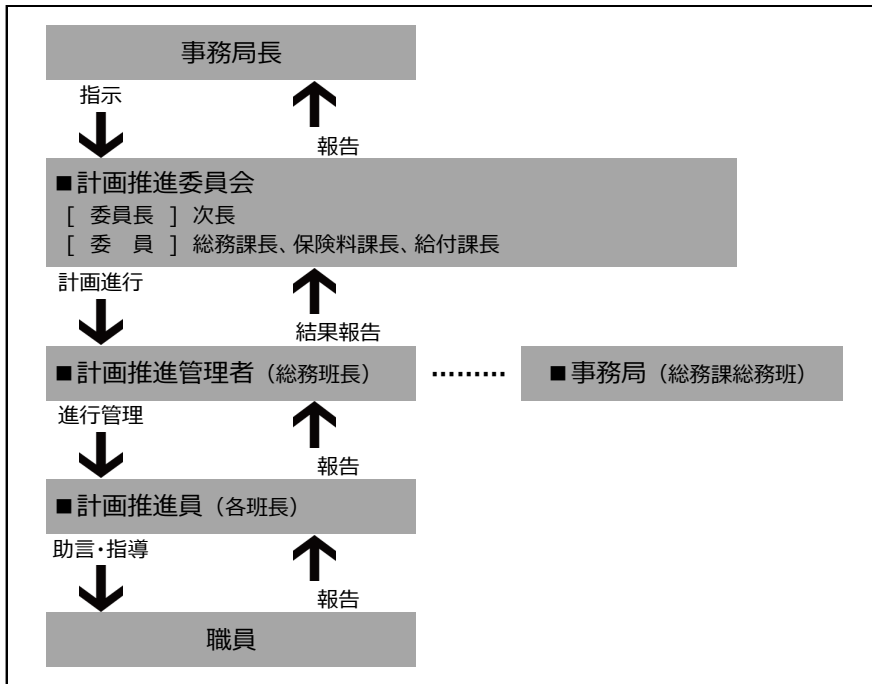 事務局長
指示
報告
■計画推進委員会
[ 委員長 ] 次長
[ 委　員 ] 総務課長、保険料課長、給付課長
計画進行
結果報告
■計画推進管理者（総務班長） ……… ■事務局（総務課総務班）
進行管理
報告
■計画推進員（各班長）
助言・指導
報告
職員